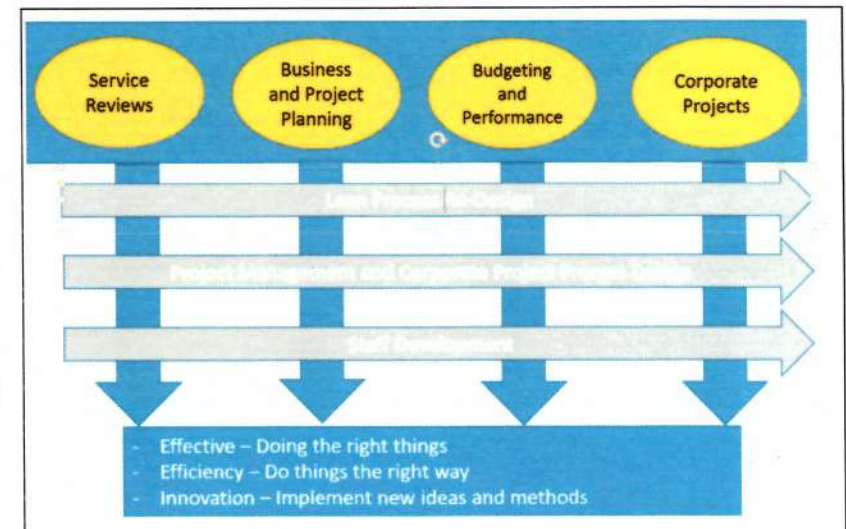 Service
Reviews
Business
and Project
Planning
Budgeting
and
Performance
Corporate
Projects
Lean Process Re-Design
Project Management and Corporate Project Process
Staff Development
- Effective – Doing the right things
- Efficiency – Do things the right way
- Innovation – Implement new ideas and methods